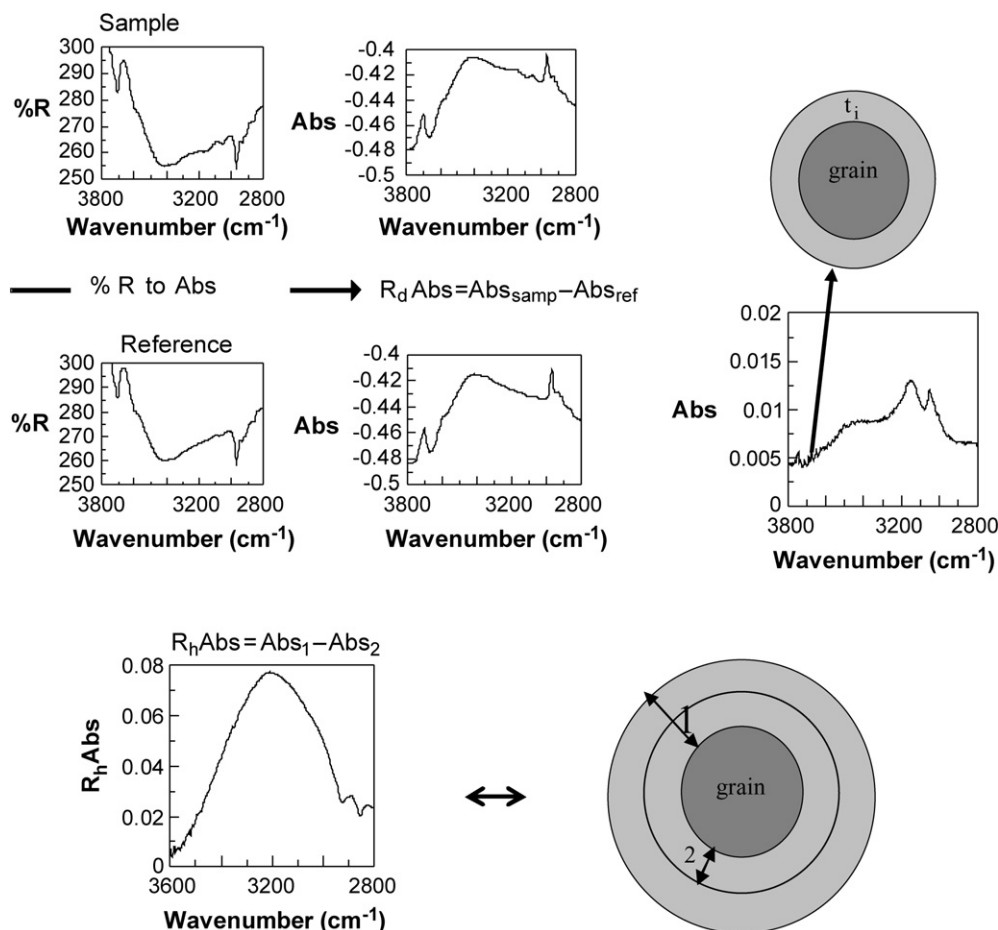 Sample
300
290
280
270
260
250
%R
3800 3200 2800
Wavenumber (cm-1)
-0.4
-0.42
-0.44
-0.46
-0.48
-0.5
Abs
3800 3200 2800
Wavenumber (cm-1)
ti
grain
% R to Abs
Rd Abs=Abssamp–Absref
Reference
300
290
280
270
260
250
%R
3800 3200 2800
Wavenumber (cm-1)
-0.4
-0.42
-0.44
-0.46
-0.48
-0.5
Abs
3800 3200 2800
Wavenumber (cm-1)
0.02
0.015
0.01
0.005
0
Abs
3800 3200 2800
Wavenumber (cm-1)
RhAbs=Abs1–Abs2
0.08
0.06
0.04
0.02
0
RhAbs
3600 3200 2800
Wavenumber (cm-1)
1
grain
2